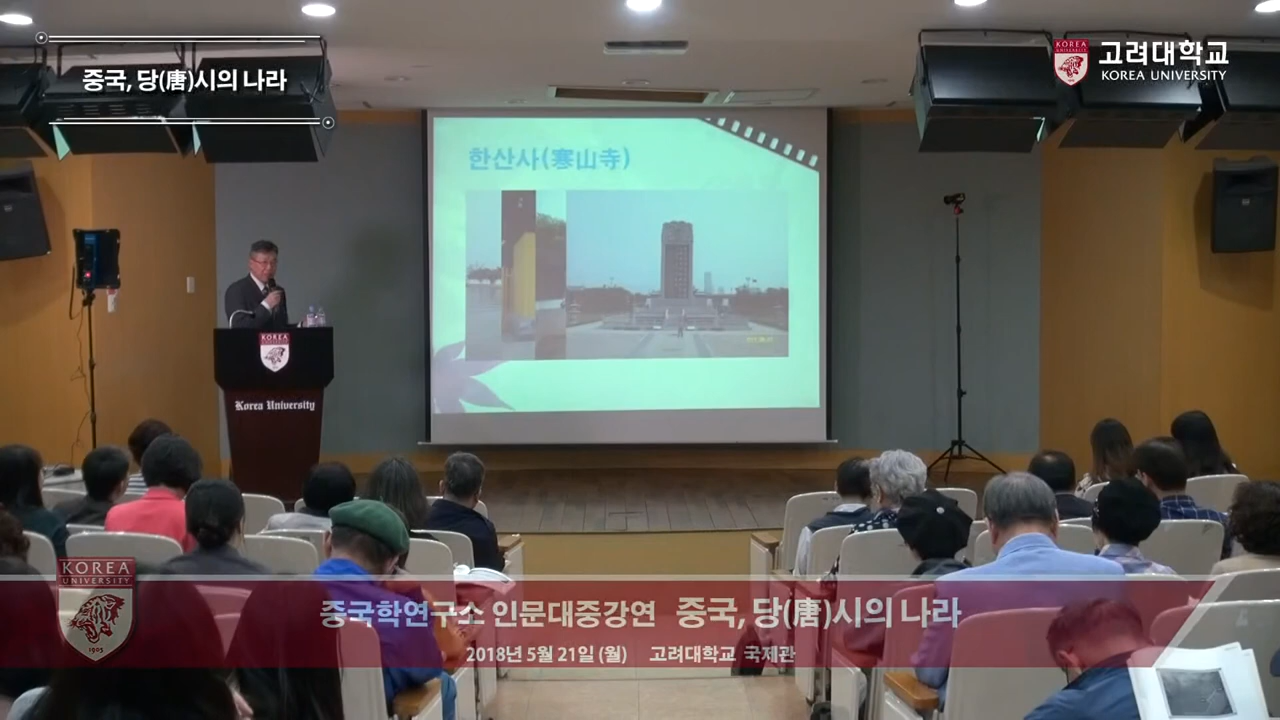 중국, 당(唐)시의 나라
KOREA
UNIVERSITY
고려대학교
KOREA UNIVERSITY
한산사(寒山寺)
KOREA
UNIVERSITY
Korea University
KOREA
UNIVERSITY
1905
중국학연구소 인문대중강연 중국, 당(唐)시의 나라
2018년 5월 21일 (월) 고려대학교 국제관